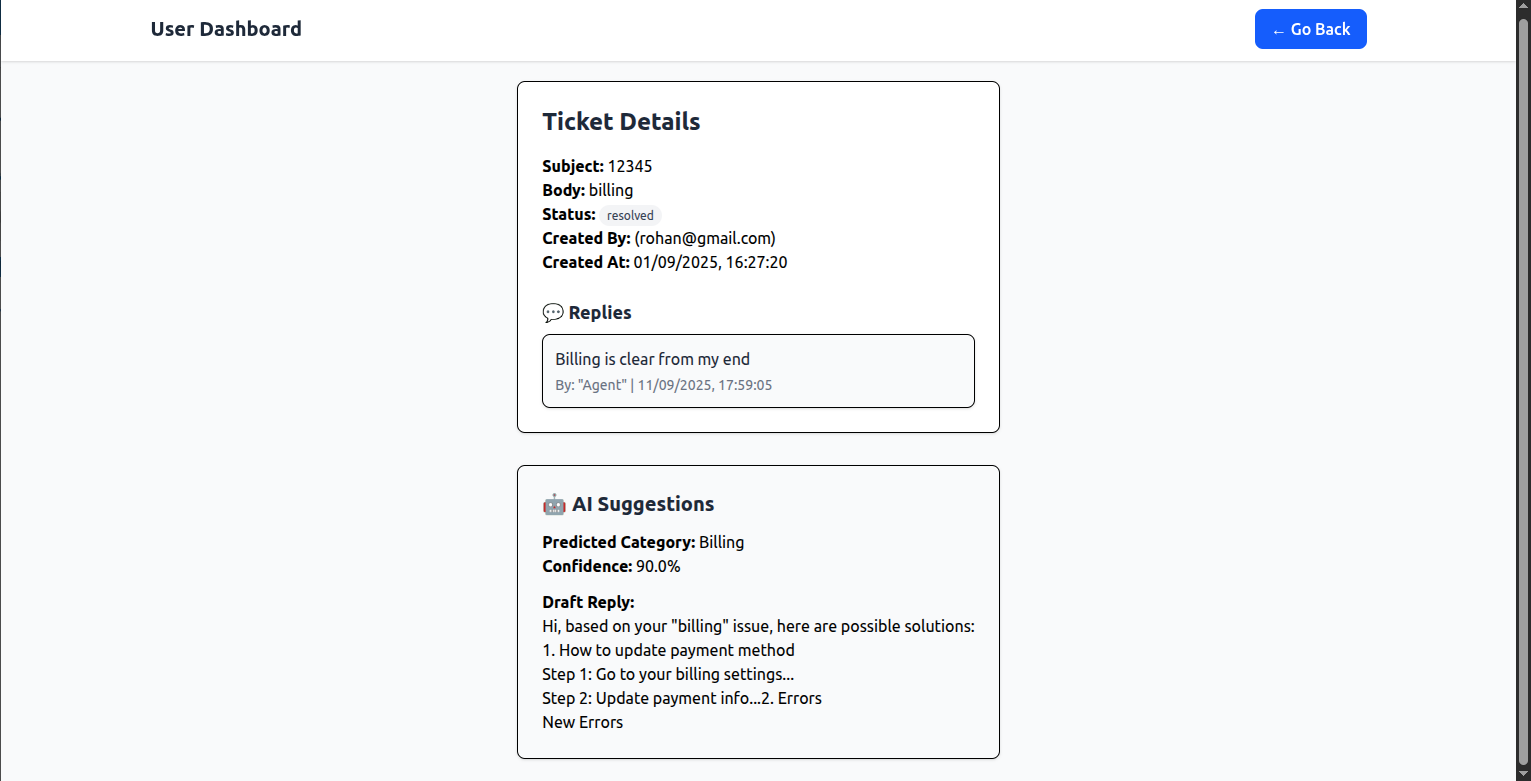 User Dashboard
← Go Back
Ticket Details
Subject: 12345
Body: billing
Status: resolved
Created By: (rohan@gmail.com)
Created At: 01/09/2025, 16:27:20
💬 Replies
Billing is clear from my end
By: "Agent" | 11/09/2025, 17:59:05
🤖 AI Suggestions
Predicted Category: Billing
Confidence: 90.0%
Draft Reply:
Hi, based on your "billing" issue, here are possible solutions:
1. How to update payment method
Step 1: Go to your billing settings...
Step 2: Update payment info...2. Errors
New Errors